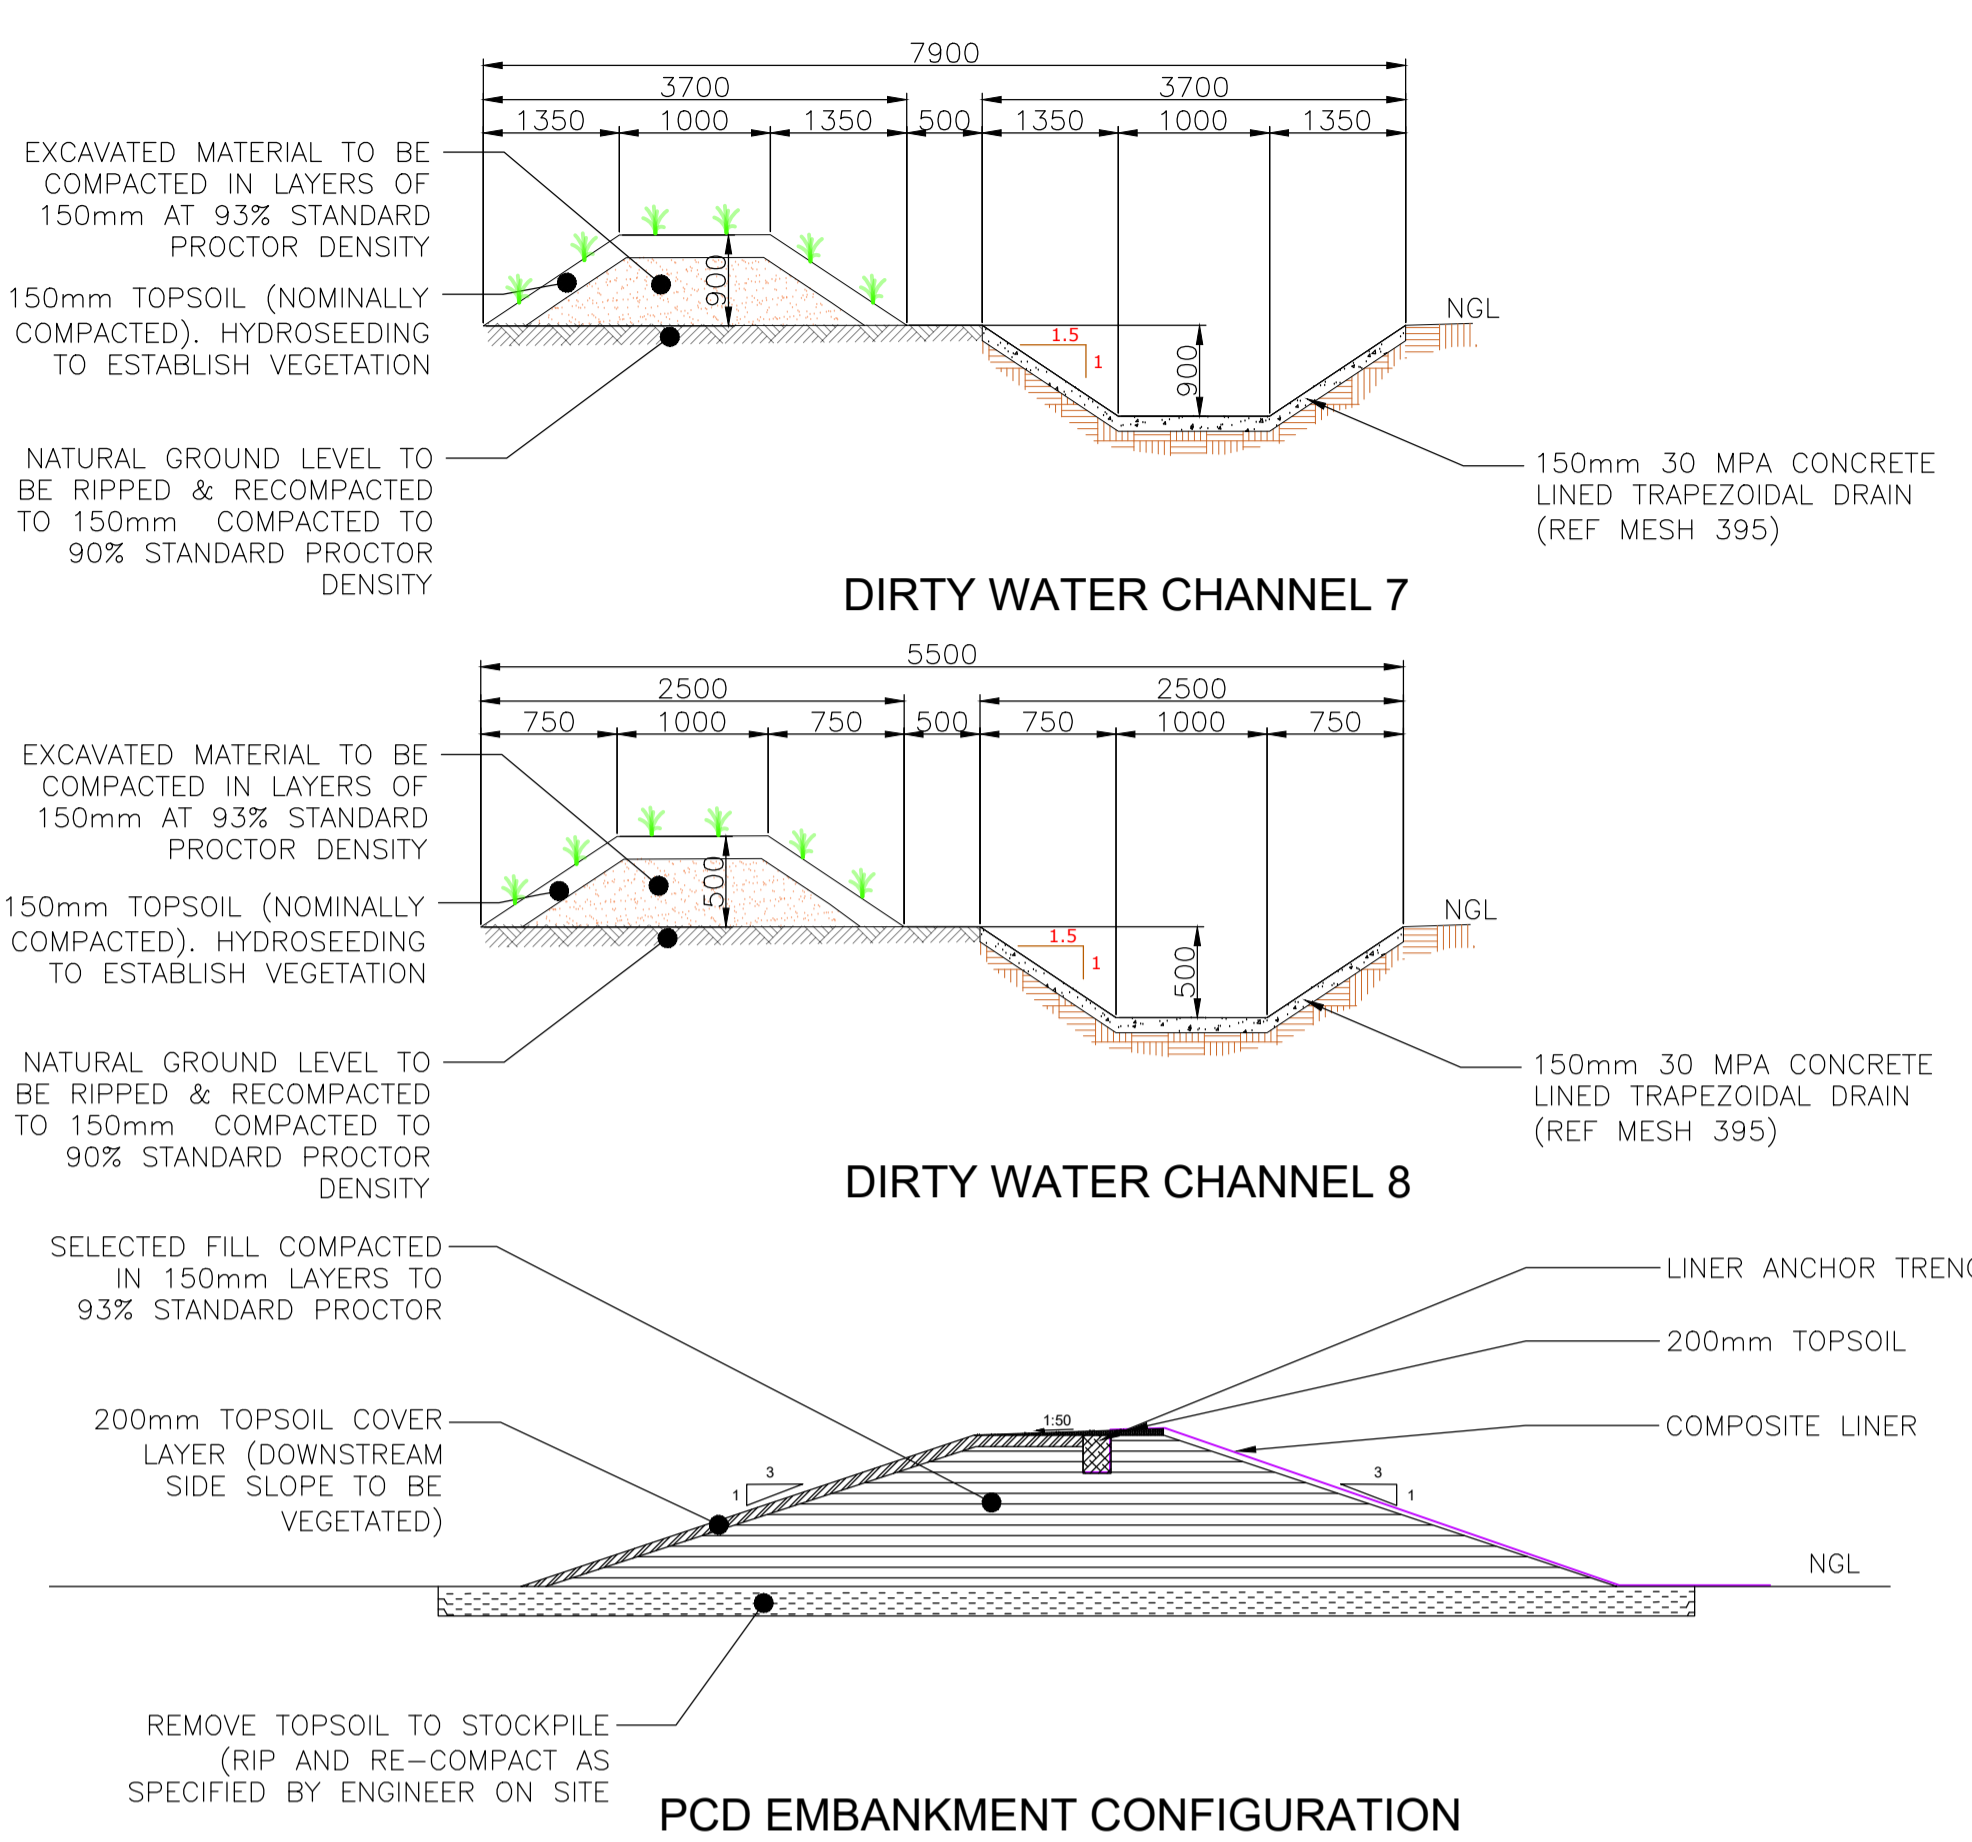 7900
3700
3700
1350
1000
1350
500
1350
1000
1350
EXCAVATED MATERIAL TO BE
COMPACTED IN LAYERS OF
150mm AT 93% STANDARD
PROCTOR DENSITY
900
150mm TOPSOIL (NOMINALLY
COMPACTED). HYDROSEEDING
TO ESTABLISH VEGETATION
NGL
1.5
1
900
NATURAL GROUND LEVEL TO
BE RIPPED & RECOMPACTED
TO 150mm COMPACTED TO
90% STANDARD PROCTOR
DENSITY
150mm 30 MPA CONCRETE
LINED TRAPEZOIDAL DRAIN
(REF MESH 395)
DIRTY WATER CHANNEL 7
5500
2500
2500
750
1000
750
500
750
1000
750
EXCAVATED MATERIAL TO BE
COMPACTED IN LAYERS OF
150mm AT 93% STANDARD
PROCTOR DENSITY
500
150mm TOPSOIL (NOMINALLY
COMPACTED). HYDROSEEDING
TO ESTABLISH VEGETATION
NGL
1.5
1
500
NATURAL GROUND LEVEL TO
BE RIPPED & RECOMPACTED
TO 150mm COMPACTED TO
90% STANDARD PROCTOR
DENSITY
150mm 30 MPA CONCRETE
LINED TRAPEZOIDAL DRAIN
(REF MESH 395)
DIRTY WATER CHANNEL 8
SELECTED FILL COMPACTED
IN 150mm LAYERS TO
93% STANDARD PROCTOR
LINER ANCHOR TRENC
200mm TOPSOIL
200mm TOPSOIL COVER
LAYER (DOWNSTREAM
SIDE SLOPE TO BE
VEGETATED)
1:50
COMPOSITE LINER
3
1
3
1
NGL
REMOVE TOPSOIL TO STOCKPILE
(RIP AND RE-COMPACT AS
SPECIFIED BY ENGINEER ON SITE
PCD EMBANKMENT CONFIGURATION